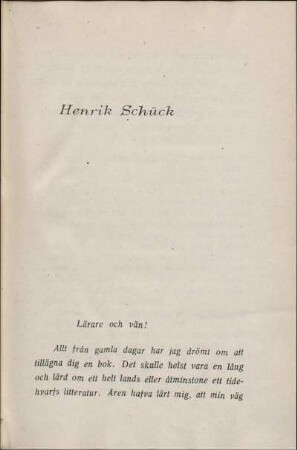 Henrik Schück
Lärare och vän!
Allt från gamla dagar har jag drömt om att
tillägna dig en bok. Det skulle helst vara en lång
och lärd om ett helt lands eller åtminstone ett tide-
hvarfs litteratur. Åren hafva lärt mig, att min väg